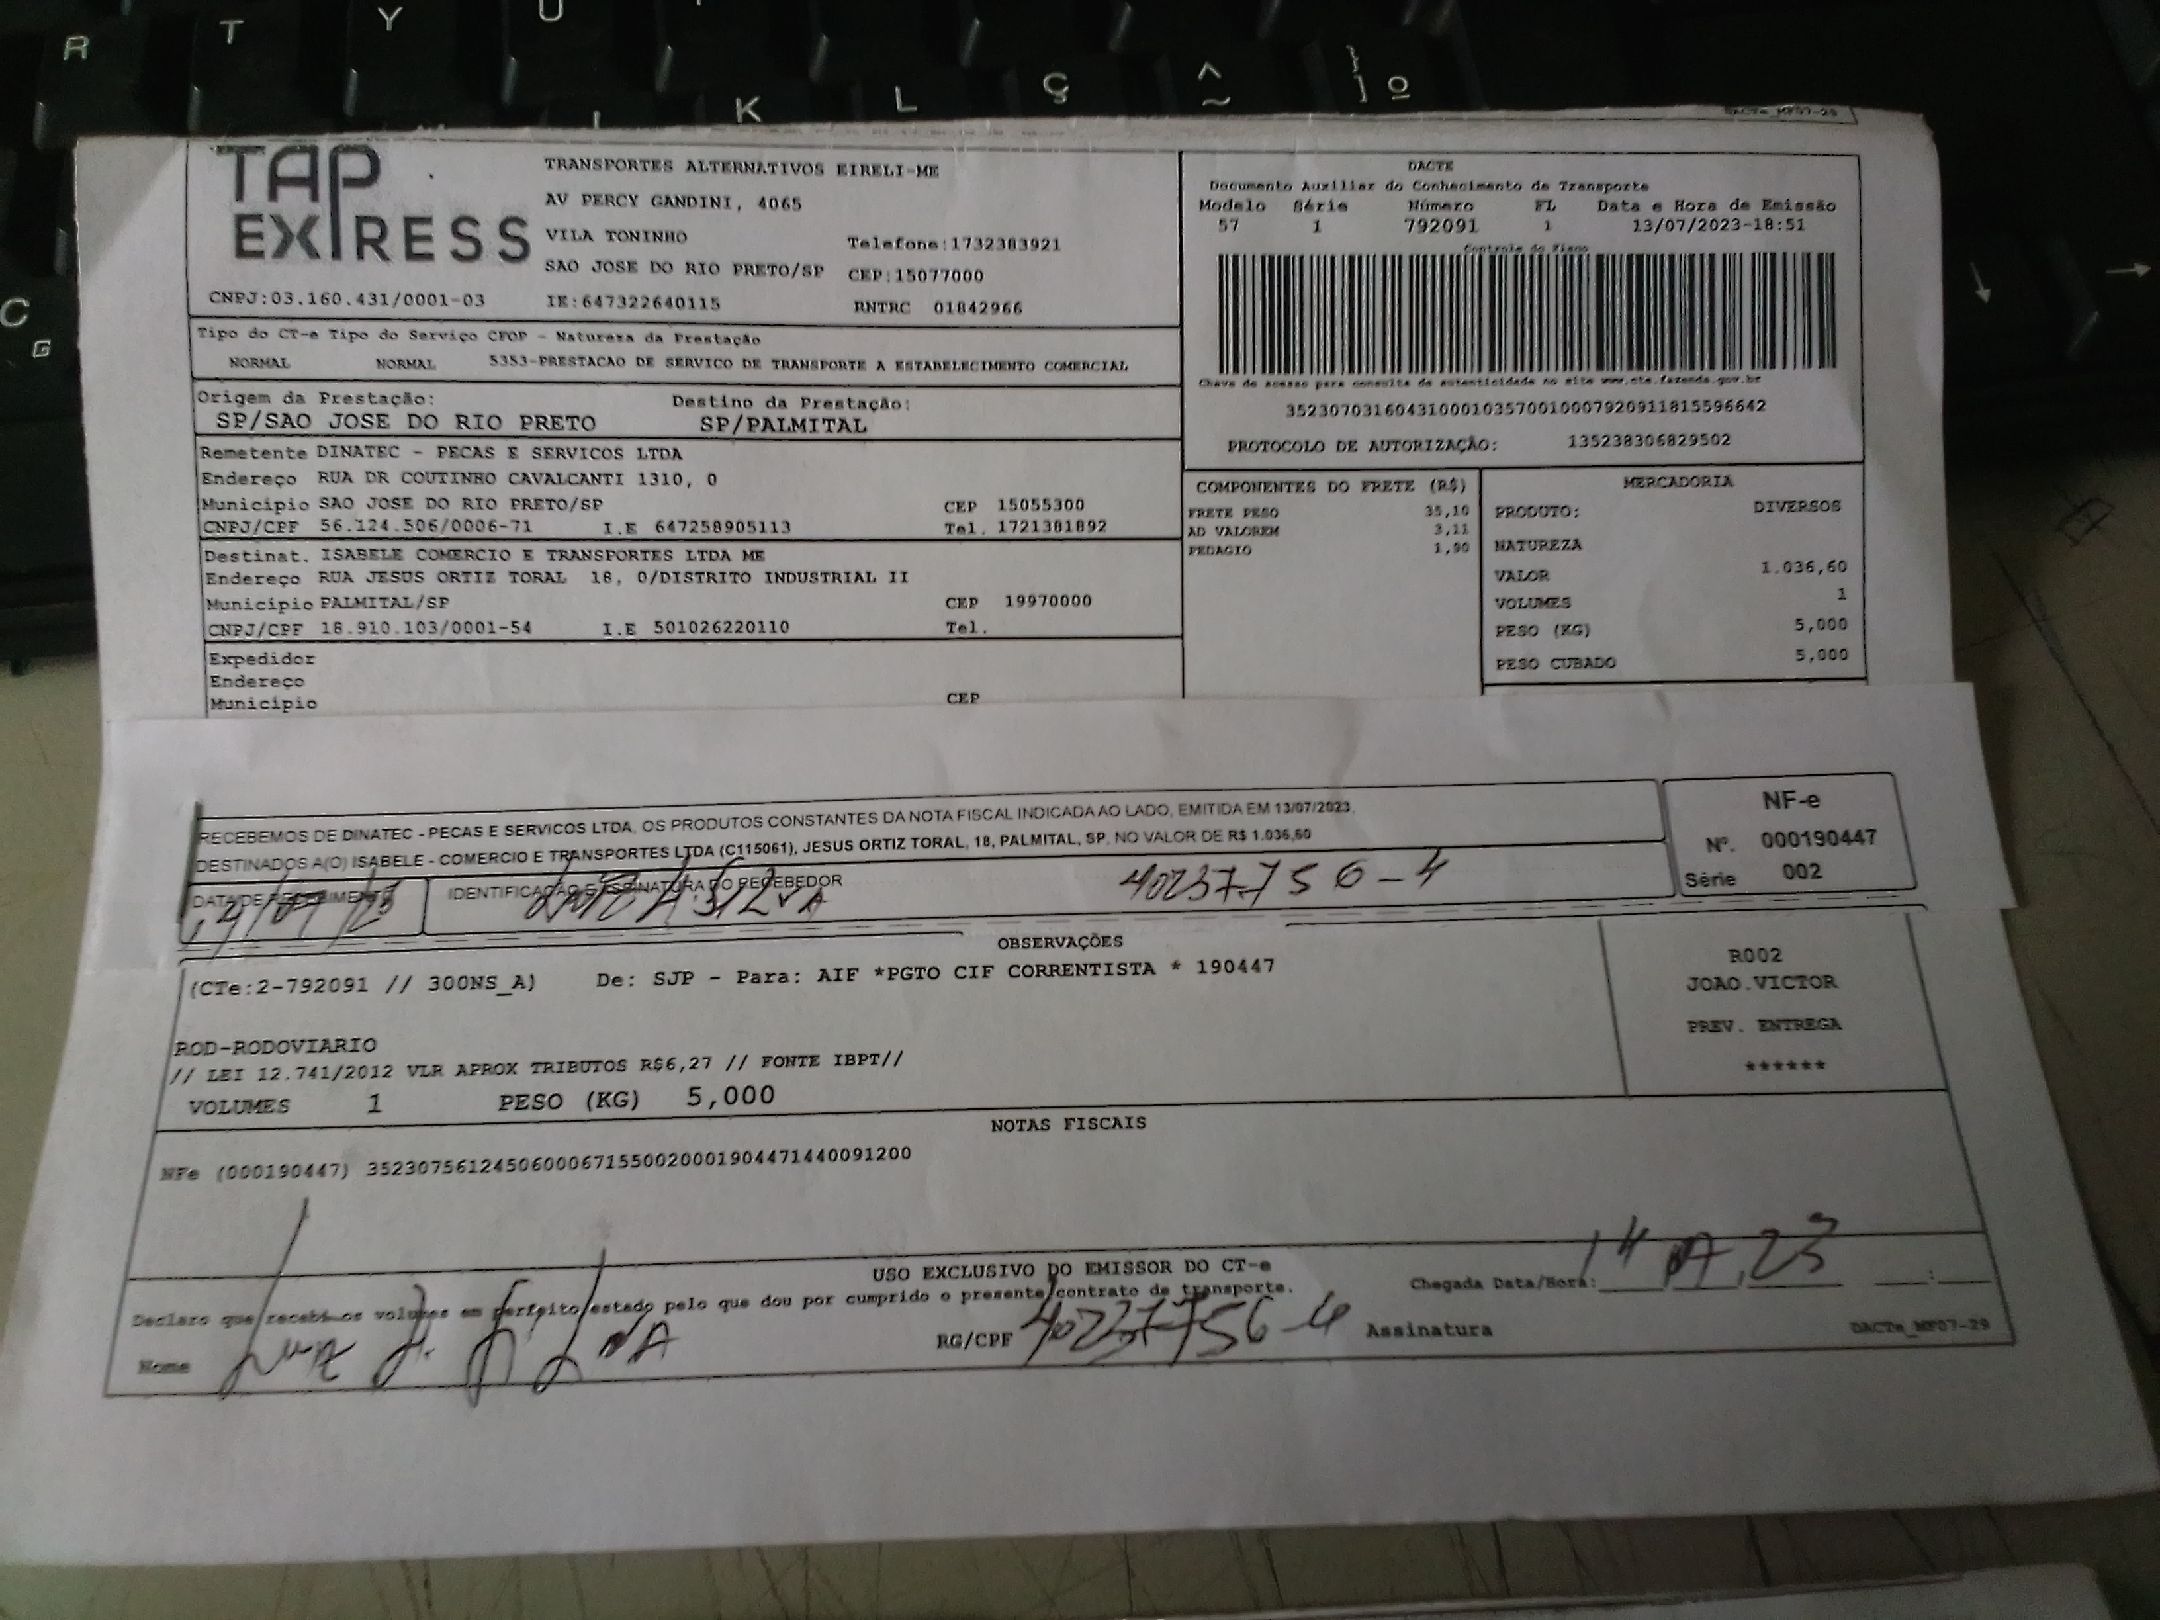 R T Y U
K L Ç ^ ~ } ] º
C
G
DACTe_MF07-29
TAP EXPRESS
TRANSPORTES ALTERNATIVOS EIRELI-ME
AV PERCY GANDINI, 4065
VILA TONINHO Telefone:1732383921
SAO JOSE DO RIO PRETO/SP CEP:15077000
CNPJ:03.160.431/0001-03 IE:647322640115 RNTRC 01842966
DACTE
Documento Auxiliar do Conhecimento de Transporte
Modelo Série Número FL Data e Hora de Emissão
57 1 792091 1 13/07/2023-18:51
Controle do Fisco
Chave de acesso para consulta de autenticidade no site www.cte.fazenda.gov.br
35230703160431000103570010007920911815596642
PROTOCOLO DE AUTORIZAÇÃO: 135238306829502
Tipo do CT-e Tipo do Serviço CFOP - Natureza da Prestação
NORMAL NORMAL 5353-PRESTACAO DE SERVICO DE TRANSPORTE A ESTABELECIMENTO COMERCIAL
Origem da Prestação: Destino da Prestação:
SP/SAO JOSE DO RIO PRETO SP/PALMITAL
Remetente DINATEC - PECAS E SERVICOS LTDA
Endereço RUA DR COUTINHO CAVALCANTI 1310, 0
Município SAO JOSE DO RIO PRETO/SP CEP 15055300
CNPJ/CPF 56.124.506/0006-71 I.E 647258905113 Tel. 1721381892
Destinat. ISABELE COMERCIO E TRANSPORTES LTDA ME
Endereço RUA JESUS ORTIZ TORAL 18, 0/DISTRITO INDUSTRIAL II
Município PALMITAL/SP CEP 19970000
CNPJ/CPF 18.910.103/0001-54 I.E 501026220110 Tel.
Expedidor
Endereço
Município CEP
COMPONENTES DO FRETE (R$)
FRETE PESO 35,10
AD VALOREM 3,11
PEDAGIO 1,90
MERCADORIA
PRODUTO: DIVERSOS
NATUREZA
VALOR 1.036,60
VOLUMES 1
PESO (KG) 5,000
PESO CUBADO 5,000
RECEBEMOS DE DINATEC - PECAS E SERVICOS LTDA, OS PRODUTOS CONSTANTES DA NOTA FISCAL INDICADA AO LADO, EMITIDA EM 13/07/2023,
DESTINADOS A(O) ISABELE - COMERCIO E TRANSPORTES LTDA (C115061), JESUS ORTIZ TORAL, 18, PALMITAL, SP, NO VALOR DE R$ 1.036,60
DATA DE RECEBIMENTO IDENTIFICAÇÃO E ASSINATURA DO RECEBEDOR
14/07/23 40237756-4
NF-e
Nº. 000190447
Série 002
OBSERVAÇÕES
(CTe:2-792091 // 300NS_A) De: SJP - Para: AIF *PGTO CIF CORRENTISTA * 190447
ROD-RODOVIARIO
// LEI 12.741/2012 VLR APROX TRIBUTOS R$6,27 // FONTE IBPT//
VOLUMES 1 PESO (KG) 5,000
R002
JOAO.VICTOR
PREV. ENTREGA
******
NOTAS FISCAIS
NFe (000190447) 35230756124506000671550020001904471440091200
USO EXCLUSIVO DO EMISSOR DO CT-e
Declaro que recebi os volumes em perfeito estado pelo que dou por cumprido o presente contrato de transporte.
Chegada Data/Hora: 14 07 23 :
Nome RG/CPF 40237756-4 Assinatura
DACTe_MF07-29